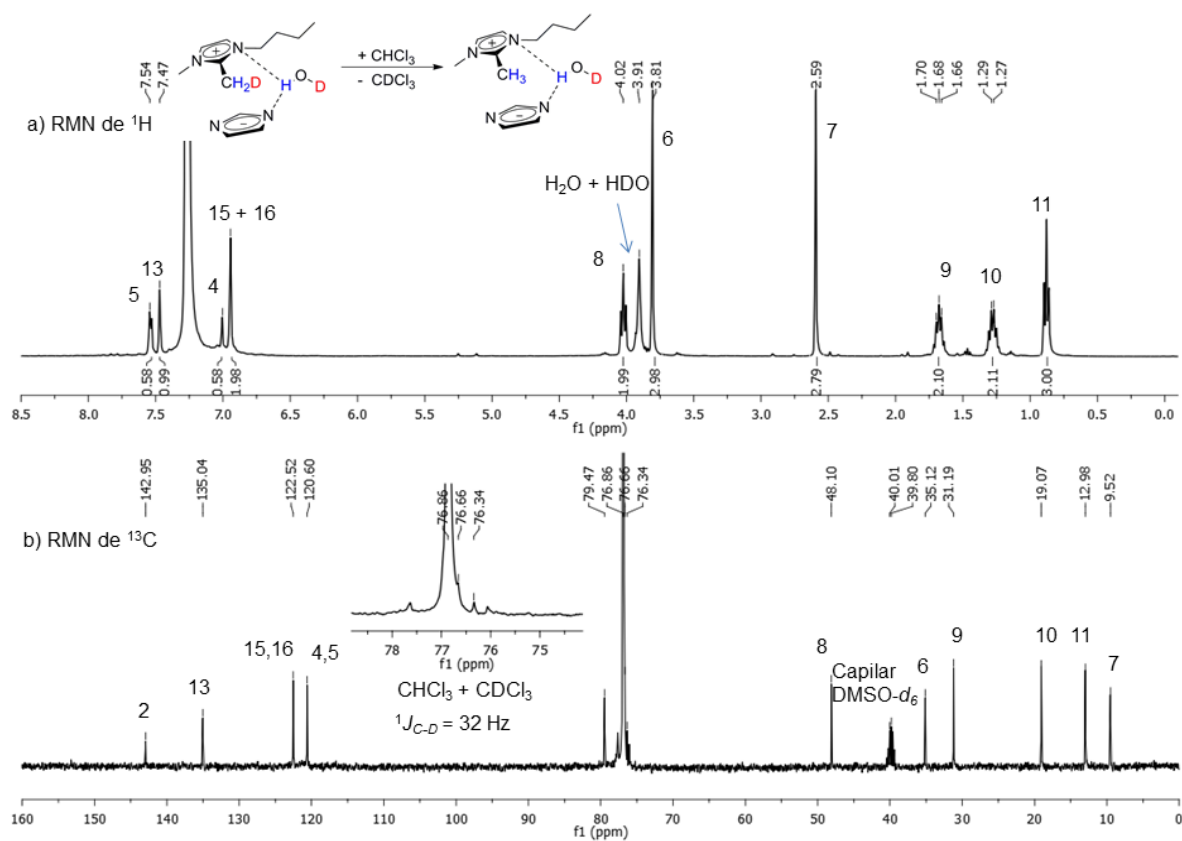 N
+
N
CH₂D
H
O
D
N
N
−
+ CHCl₃
- CDCl₃
N
+
N
CH₃
H
O
D
N
N
−
7.54
7.47
4.02
3.91
3.81
2.59
1.70
1.68
1.66
1.29
1.27
a) RMN de ¹H
6
7
H₂O + HDO
15 + 16
13
5
4
8
9
10
11
0.58
0.99
0.58
1.98
1.99
2.98
2.79
2.10
2.11
3.00
8.5 8.0 7.5 7.0 6.5 6.0 5.5 5.0 4.5 4.0 3.5 3.0 2.5 2.0 1.5 1.0 0.5 -0.0
f1 (ppm)
142.95
135.04
122.52
120.60
79.47
76.86
76.66
76.34
48.10
40.01
39.80
35.12
31.19
19.07
12.98
9.52
b) RMN de ¹³C
76.86
76.66
76.34
78 77 76 75
f1 (ppm)
CHCl₃ + CDCl₃
¹J_C-D = 32 Hz
2
13
15,16
4,5
8
Capilar
DMSO-d₆
6
9
10
11
7
160 150 140 130 120 110 100 90 80 70 60 50 40 30 20 10 0
f1 (ppm)